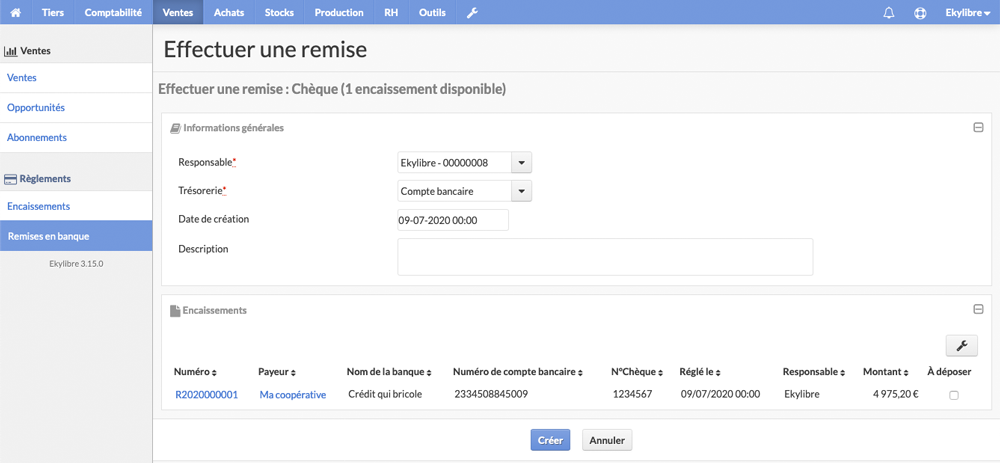 Tiers Comptabilité Ventes Achats Stocks Production RH Outils Ekylibre
Ventes
Ventes
Opportunités
Abonnements
Règlements
Encaissements
Remises en banque
Ekylibre 3.15.0
Effectuer une remise
Effectuer une remise : Chèque (1 encaissement disponible)
Informations générales
Responsable* Ekylibre - 00000008
Trésorerie* Compte bancaire
Date de création 09-07-2020 00:00
Description
Encaissements
Numéro Payeur Nom de la banque Numéro de compte bancaire N°Chèque Réglé le Responsable Montant À déposer
R2020000001 Ma coopérative Crédit qui bricole 2334508845009 1234567 09/07/2020 00:00 Ekylibre 4 975,20 €
Créer Annuler